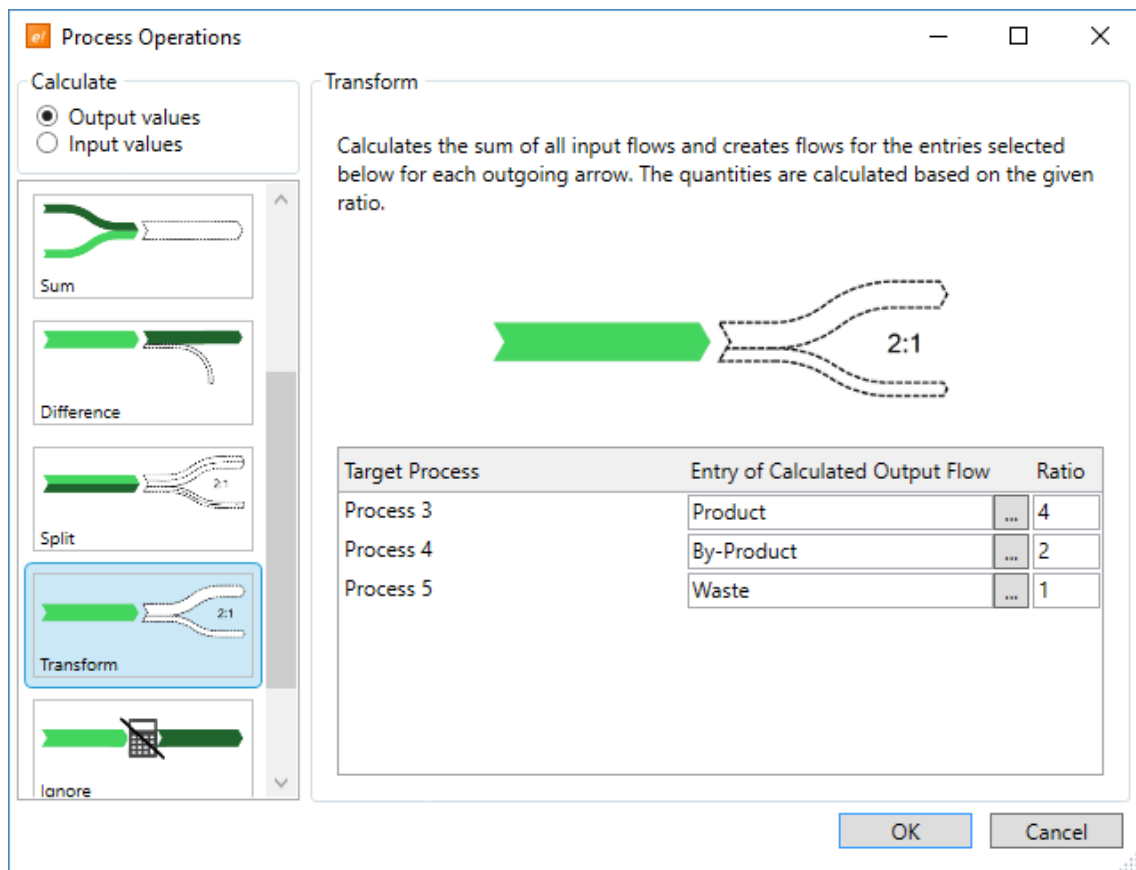 e!
Process Operations
Calculate
Output values
Input values
Sum
Difference
2:1
Split
2:1
Transform
Ignore
Transform
Calculates the sum of all input flows and creates flows for the entries selected
below for each outgoing arrow. The quantities are calculated based on the given
ratio.
2:1
Target Process Entry of Calculated Output Flow Ratio
Process 3 Product ... 4
Process 4 By-Product ... 2
Process 5 Waste ... 1
OK Cancel